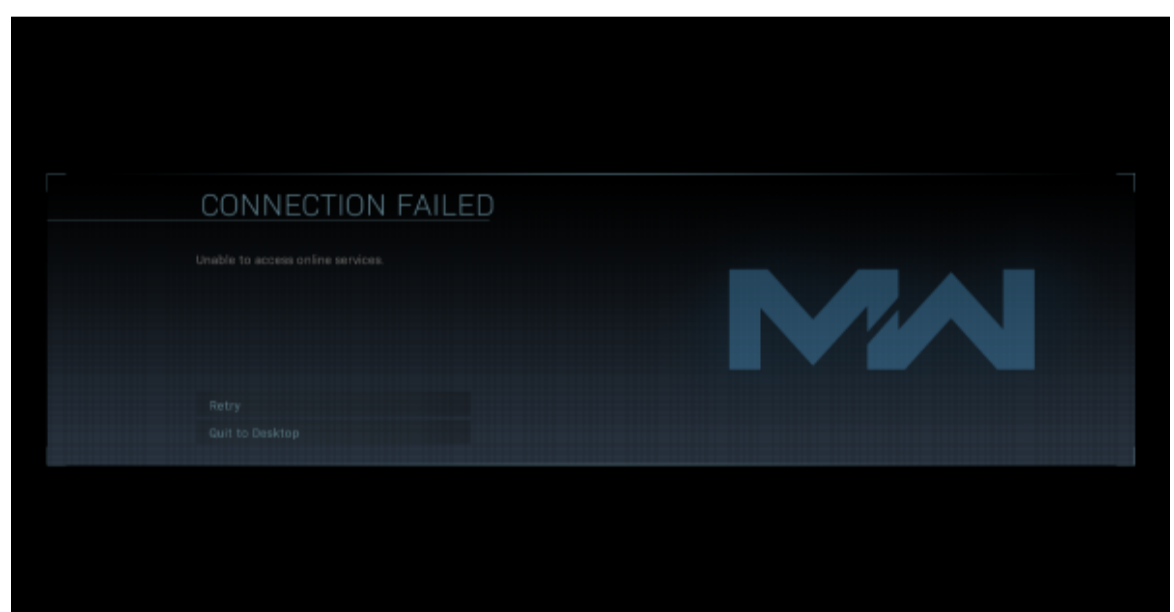 CONNECTION FAILED
Unable to access online services.
MW
Retry
Quit to Desktop